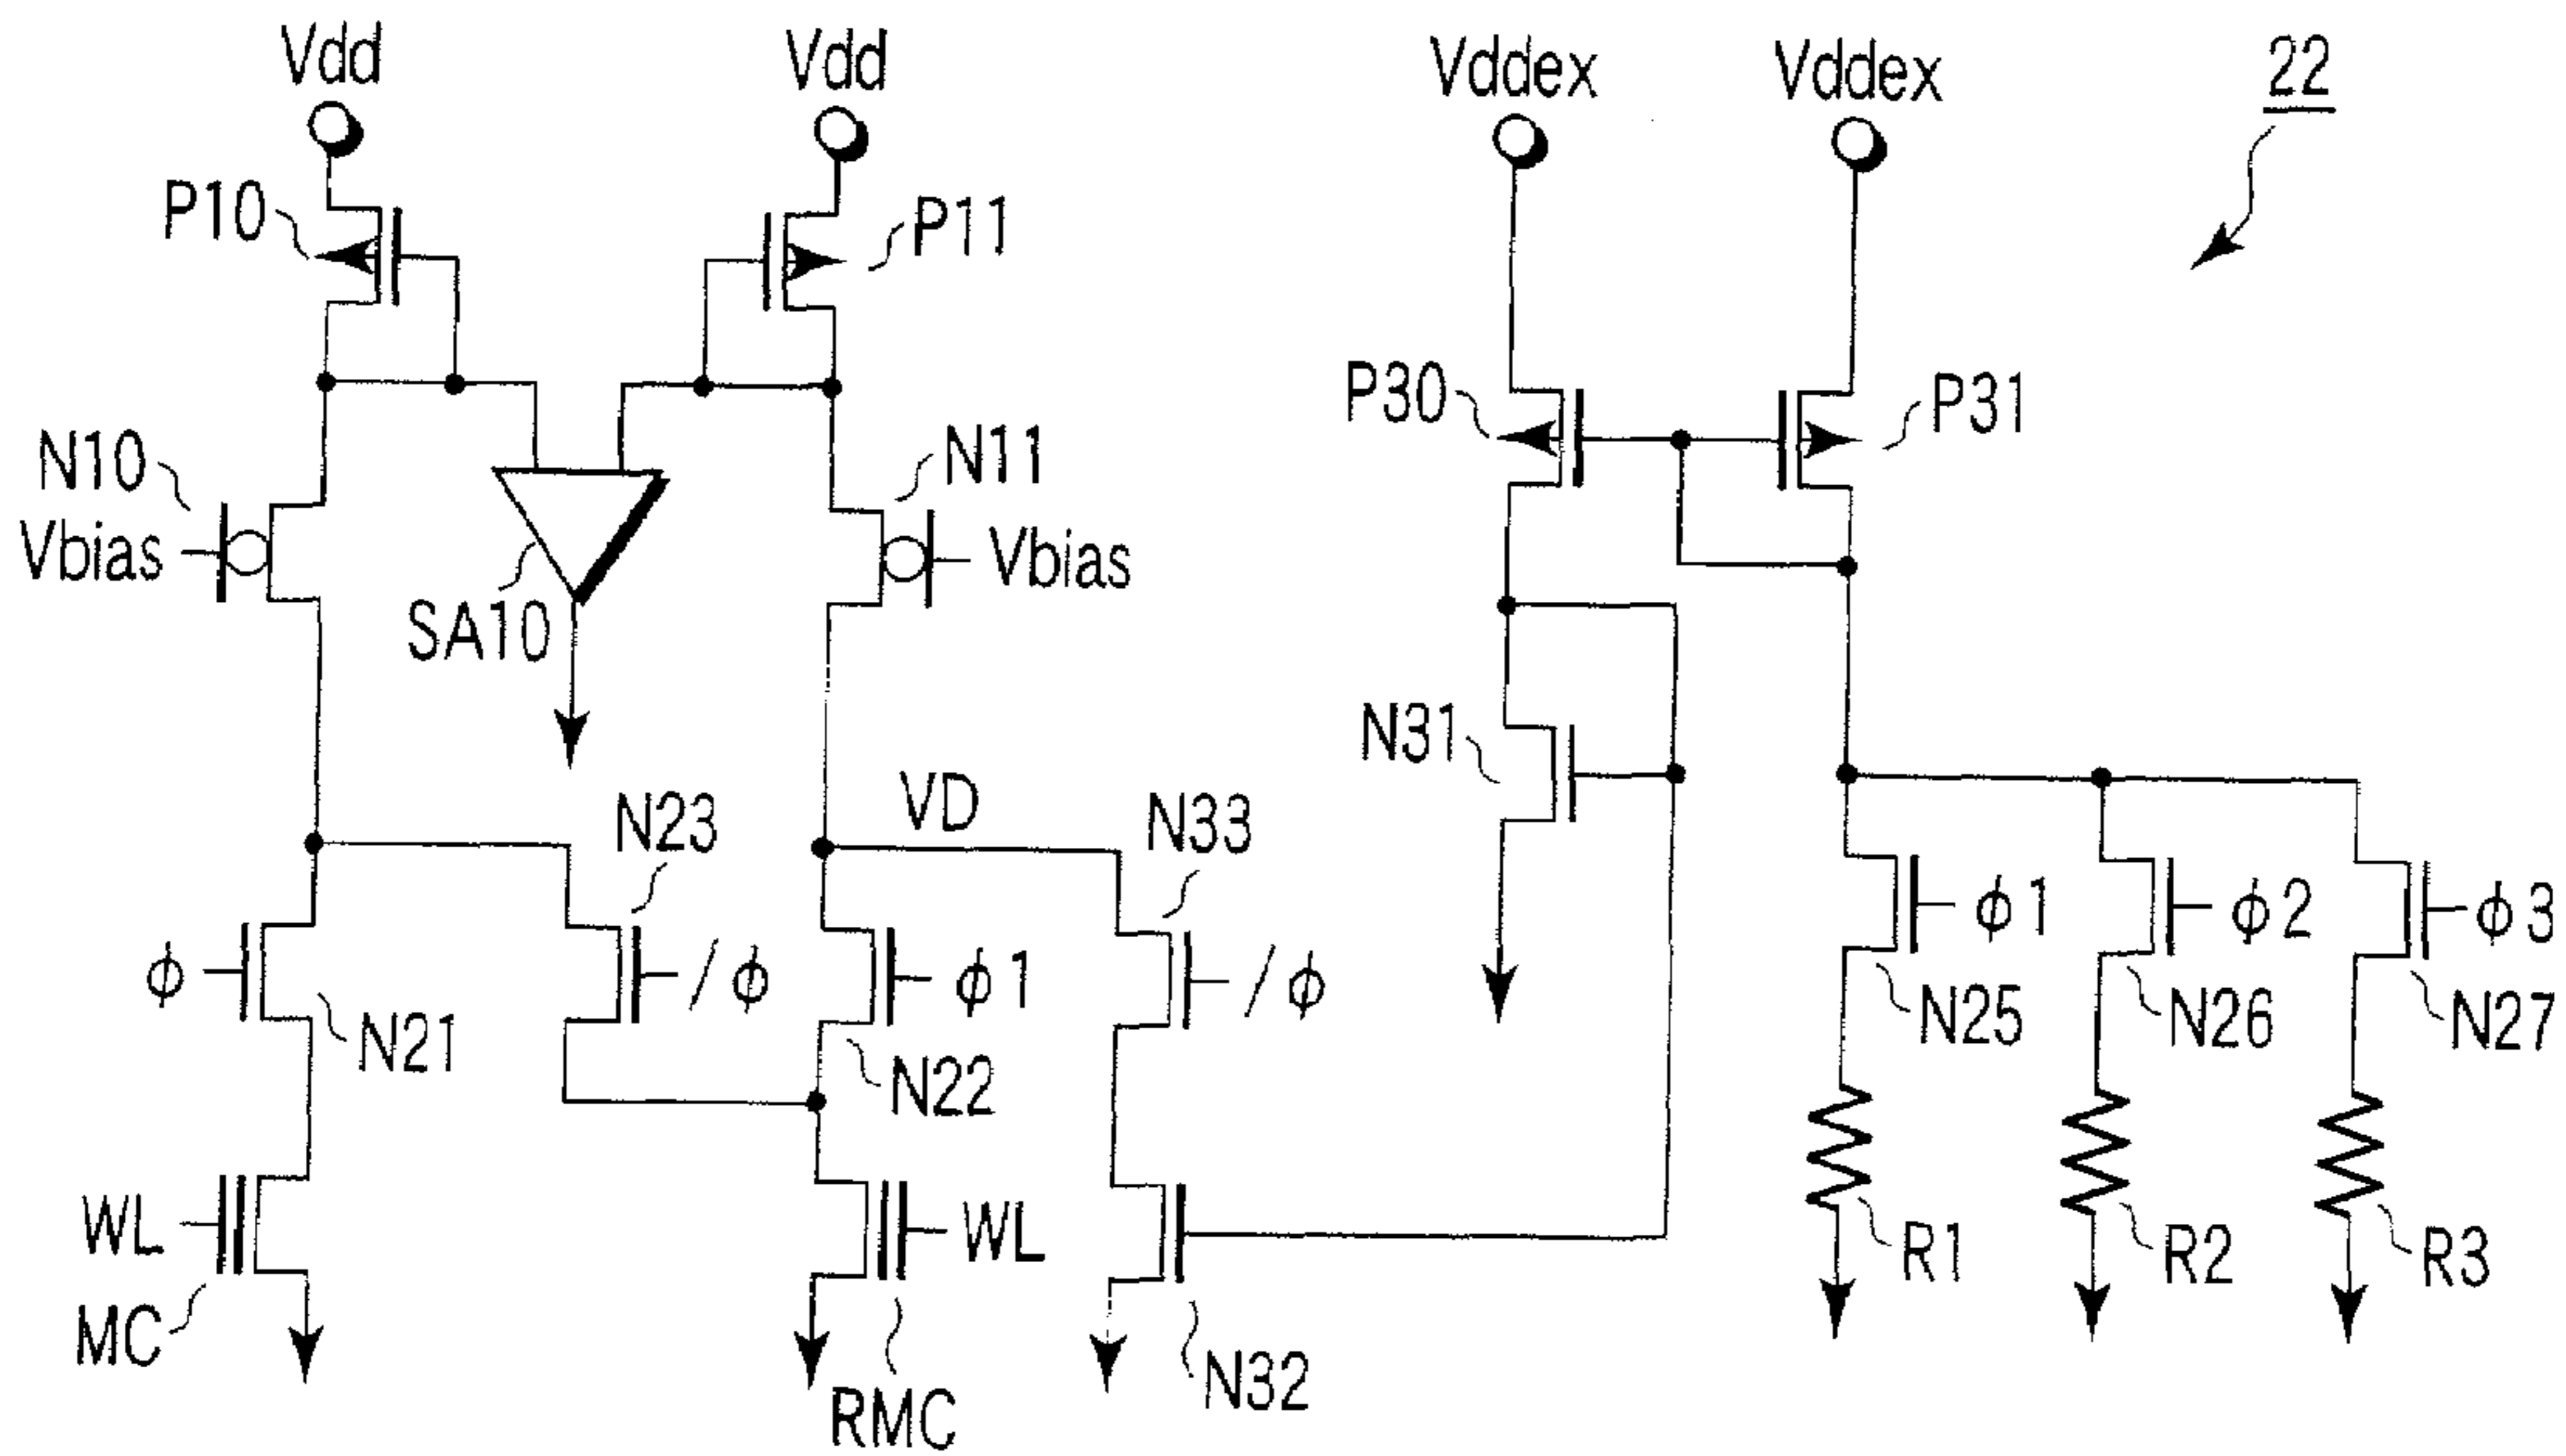 Vdd
Vdd
Vddex
Vddex
22
P10
P11
P30
P31
N10
N11
Vbias
Vbias
SA10
N31
VD
N23
N33
ϕ
/ϕ
ϕ1
/ϕ
ϕ1
ϕ2
ϕ3
N21
N22
N25
N26
N27
WL
WL
R1
R2
R3
MC
RMC
N32